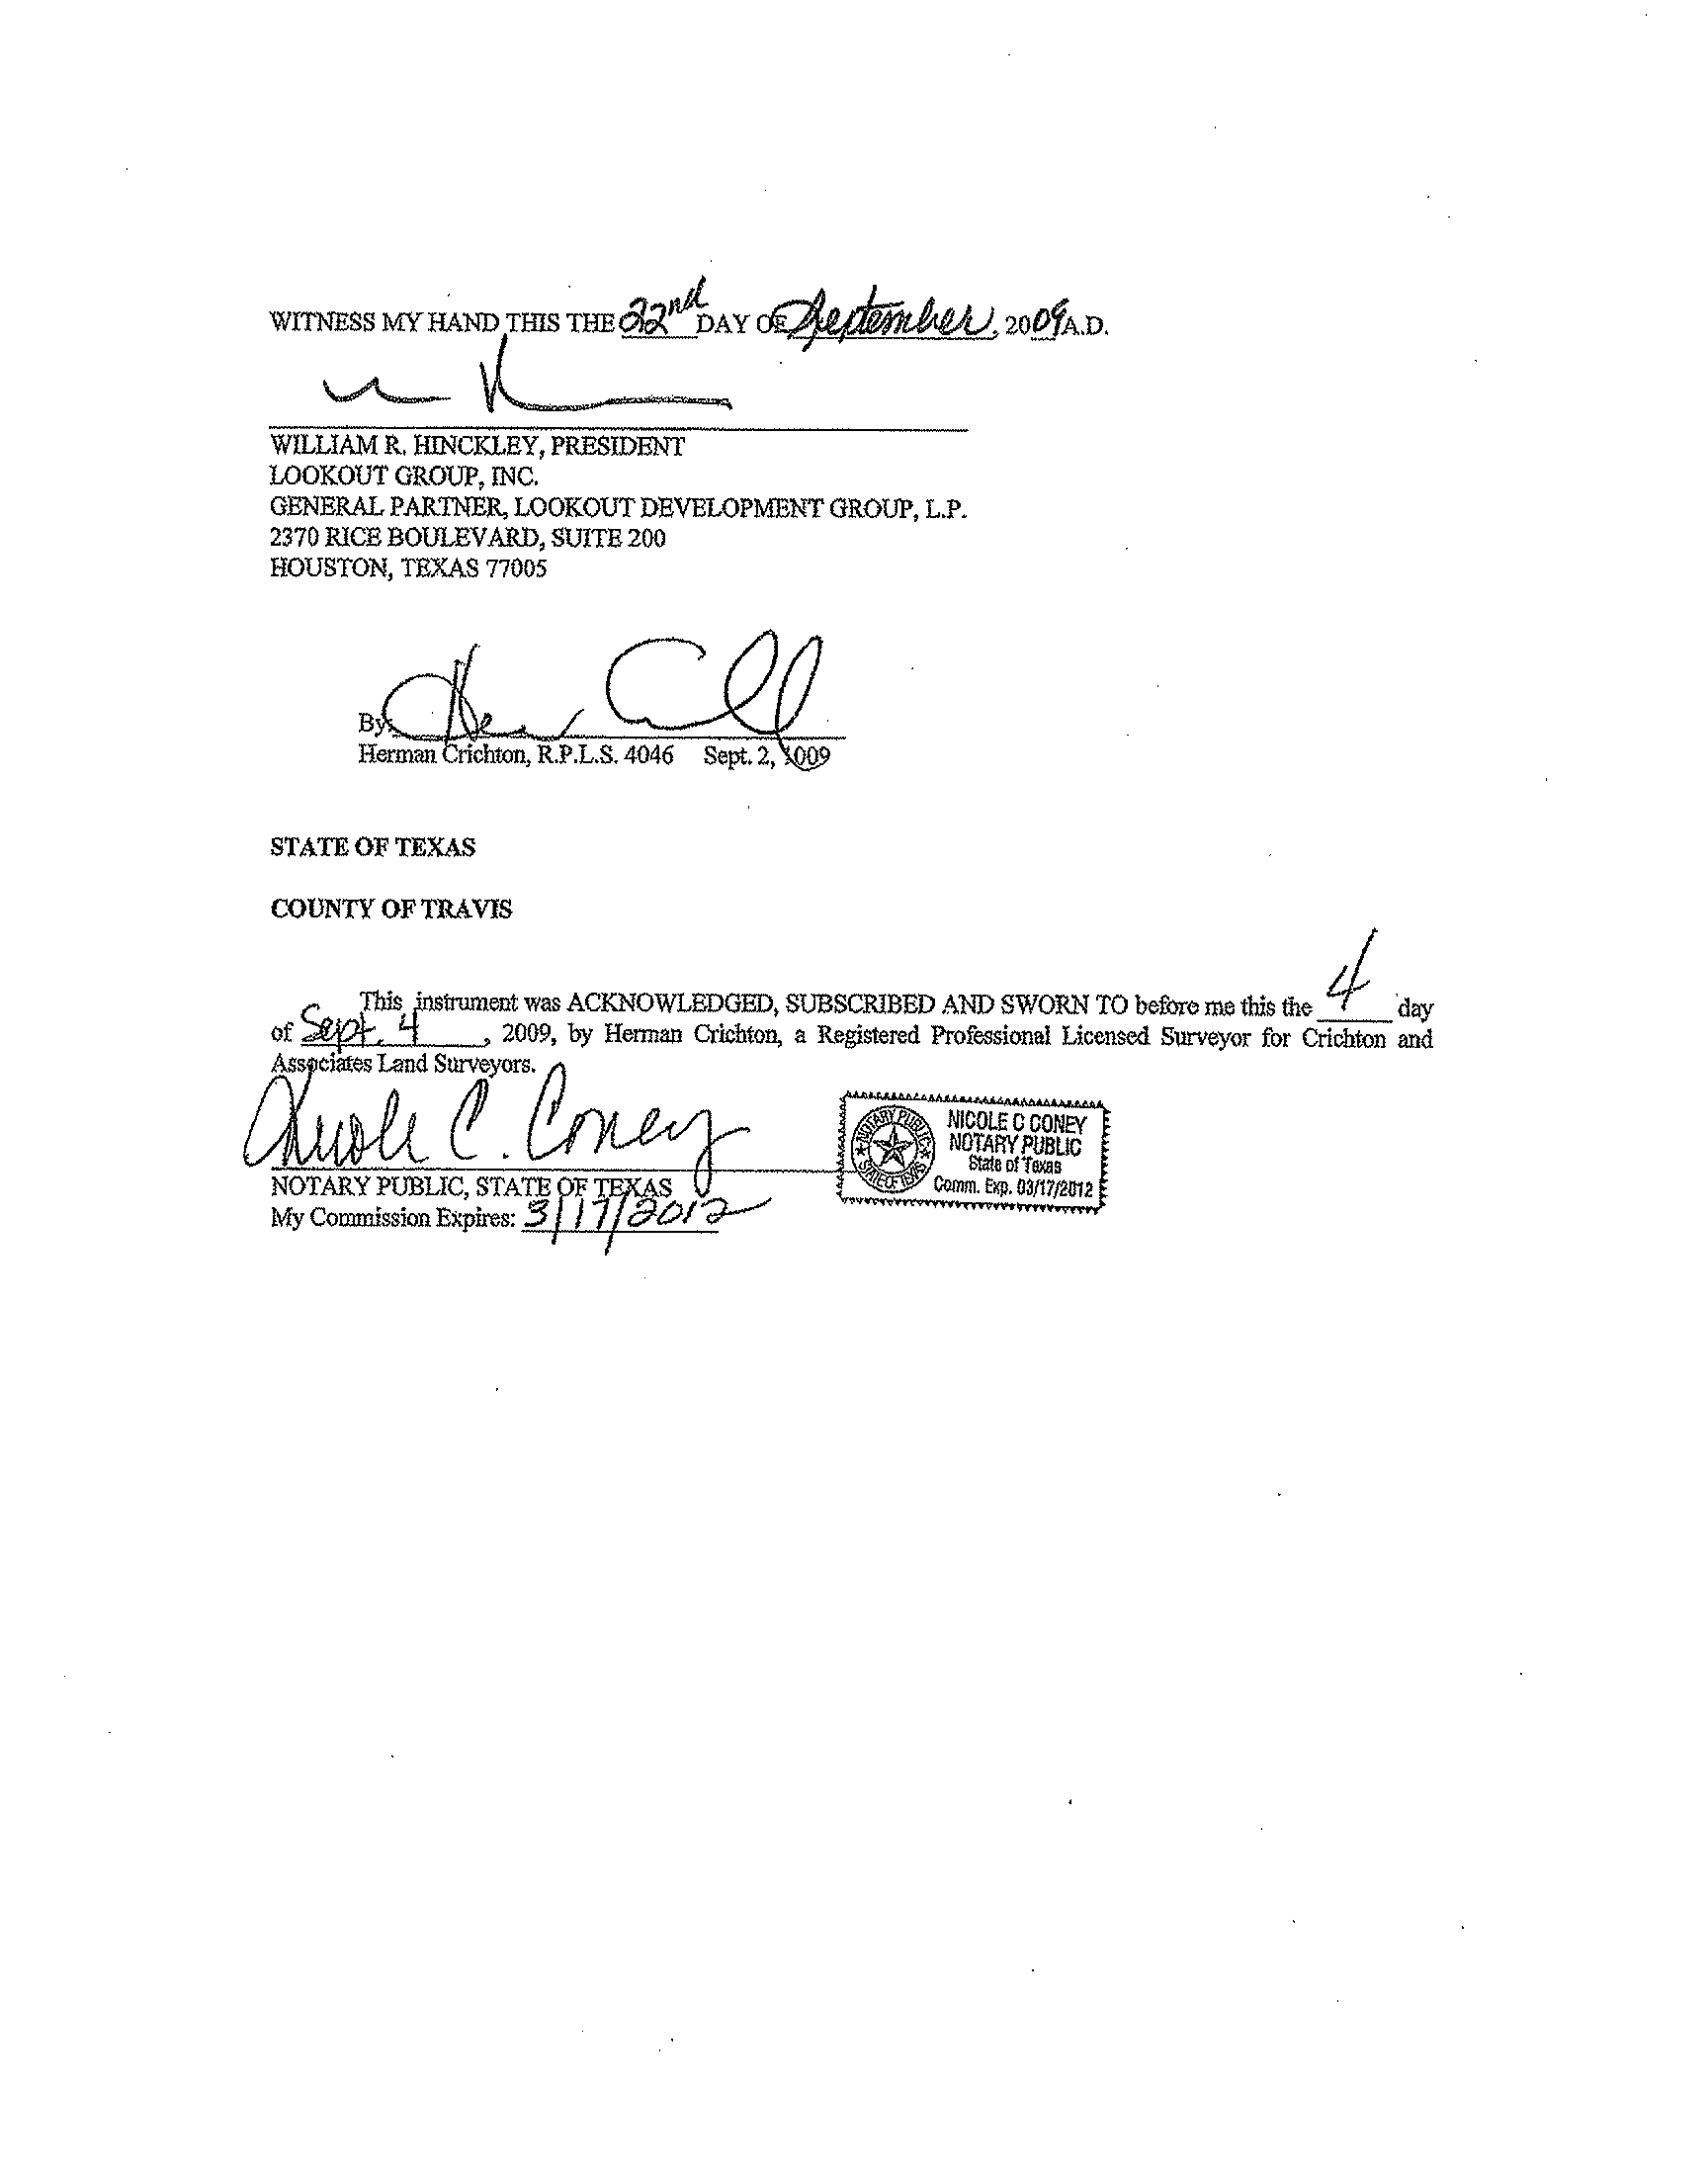 WITNESS MY HAND THIS THE 22nd DAY OF September, 2009 A.D.
WILLIAM R. HINCKLEY, PRESIDENT
LOOKOUT GROUP, INC.
GENERAL PARTNER, LOOKOUT DEVELOPMENT GROUP, L.P.
2370 RICE BOULEVARD, SUITE 200
HOUSTON, TEXAS 77005
By:
Herman Crichton, R.P.L.S. 4046 Sept. 2, 2009
STATE OF TEXAS
COUNTY OF TRAVIS
This instrument was ACKNOWLEDGED, SUBSCRIBED AND SWORN TO before me this the 4 day
of Sept. 4, 2009, by Herman Crichton, a Registered Professional Licensed Surveyor for Crichton and
Associates Land Surveyors.
Nicole C. Coney
NOTARY PUBLIC, STATE OF TEXAS
My Commission Expires: 3/17/2012
NOTARY PUBLIC
STATE OF TEXAS
NICOLE C CONEY
NOTARY PUBLIC
State of Texas
Comm. Exp. 03/17/2012